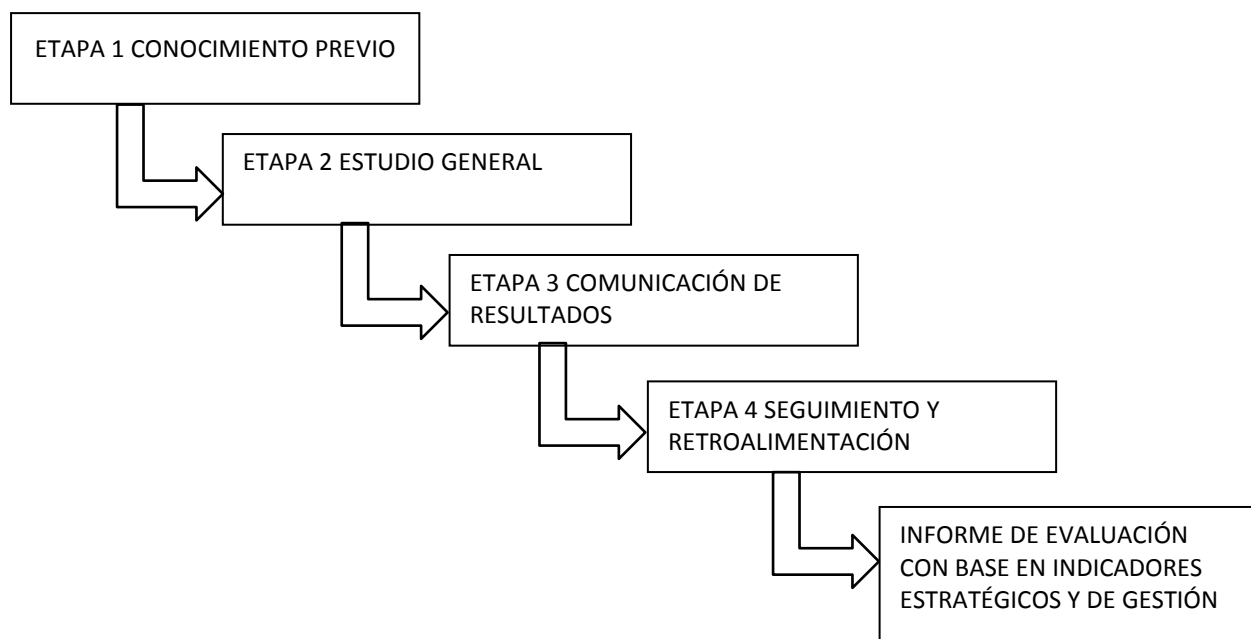 ETAPA 1 CONOCIMIENTO PREVIO
ETAPA 2 ESTUDIO GENERAL
ETAPA 3 COMUNICACIÓN DE
RESULTADOS
ETAPA 4 SEGUIMIENTO Y
RETROALIMENTACIÓN
INFORME DE EVALUACIÓN
CON BASE EN INDICADORES
ESTRATÉGICOS Y DE GESTIÓN